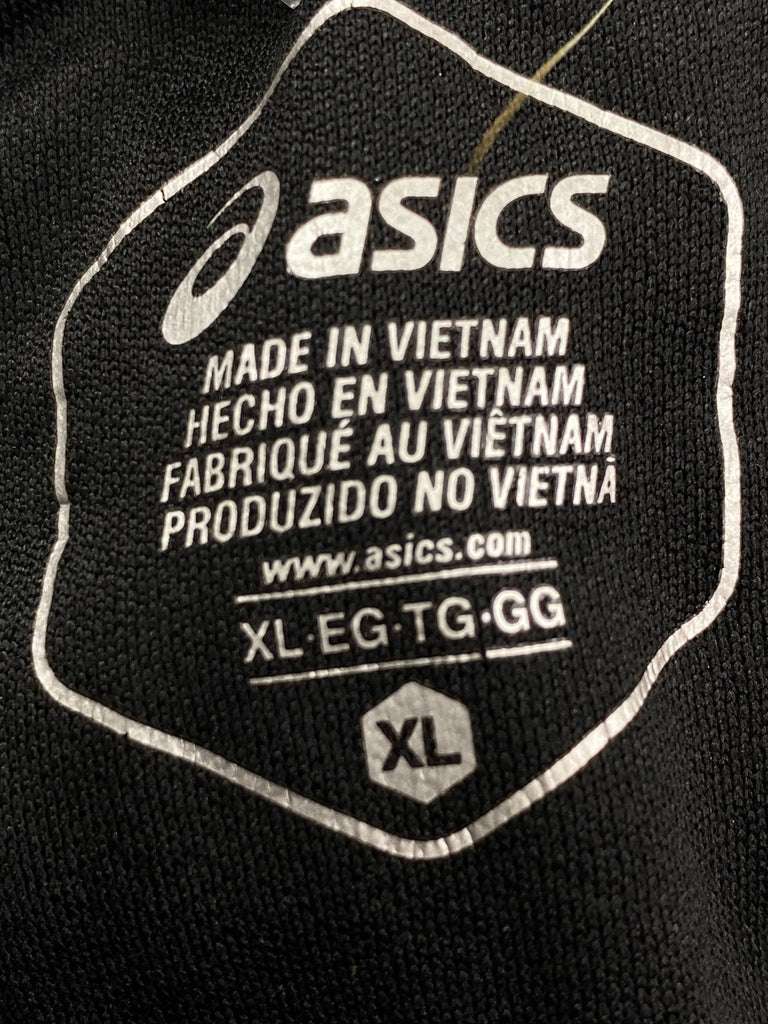 asics
MADE IN VIETNAM
HECHO EN VIETNAM
FABRIQUÉ AU VIÊTNAM
PRODUZIDO NO VIETNÃ
www.asics.com
XL·EG·TG·GG
XL